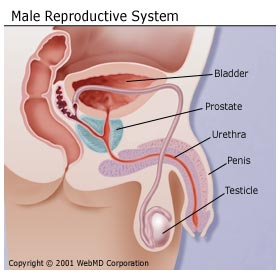 Male Reproductive System
Bladder
Prostate
Urethra
Penis
Testicle
Copyright © 2001 WebMD Corporation